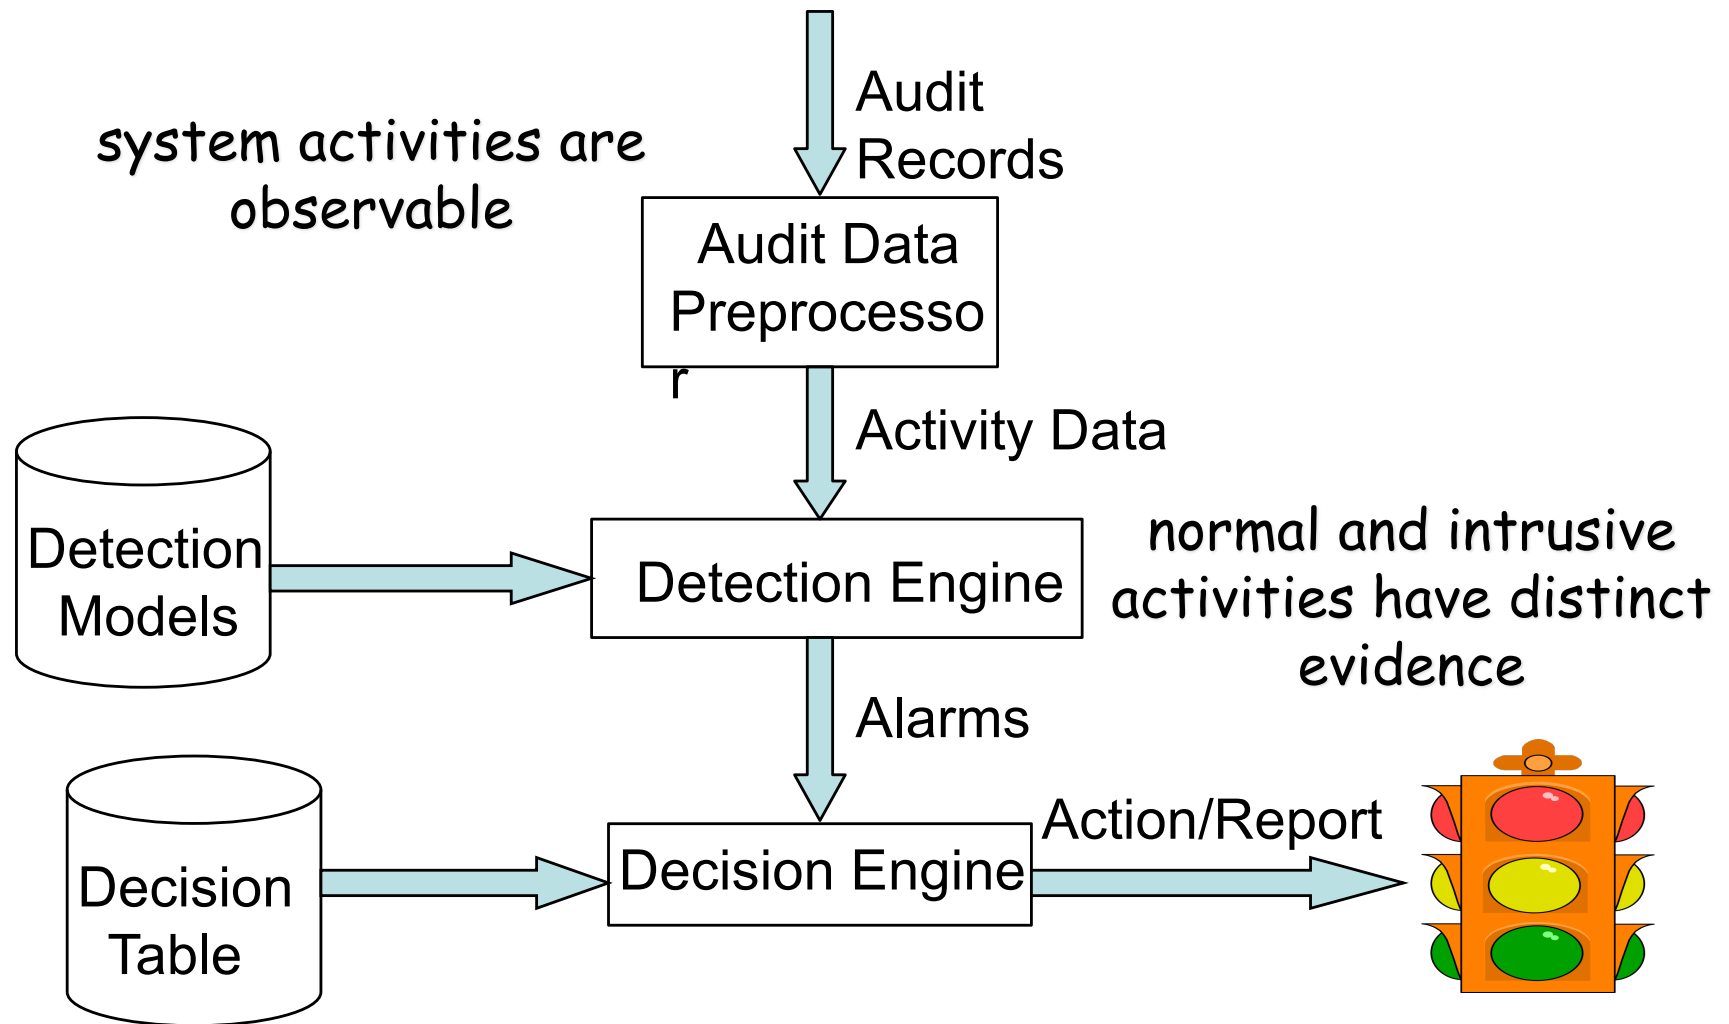 Audit
Records
system activities are
observable
Audit Data
Preprocesso
r
Activity Data
Detection
Models
Detection Engine
normal and intrusive
activities have distinct
evidence
Alarms
Decision
Table
Decision Engine
Action/Report